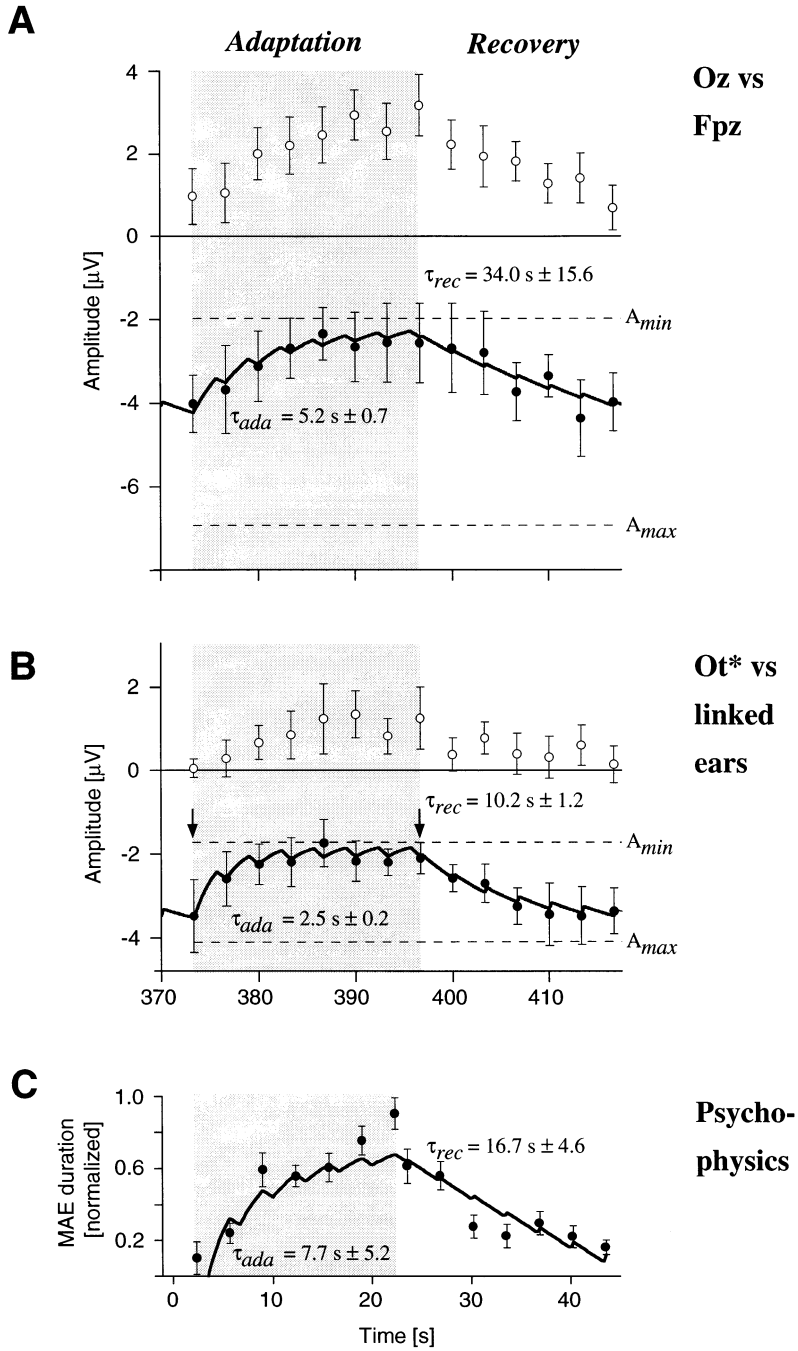 A
Adaptation
Recovery
Oz vs
Fpz
4
2
0
-2
-4
-6
Amplitude [μV]
τrec = 34.0 s ± 15.6
Amin
τada = 5.2 s ± 0.7
Amax
B
Ot* vs
linked
ears
2
0
-2
-4
Amplitude [μV]
τrec = 10.2 s ± 1.2
Amin
τada = 2.5 s ± 0.2
Amax
370
380
390
400
410
C
Psycho-
physics
1.0
0.6
0.2
MAE duration
[normalized]
τrec = 16.7 s ± 4.6
τada = 7.7 s ± 5.2
0
10
20
30
40
Time [s]